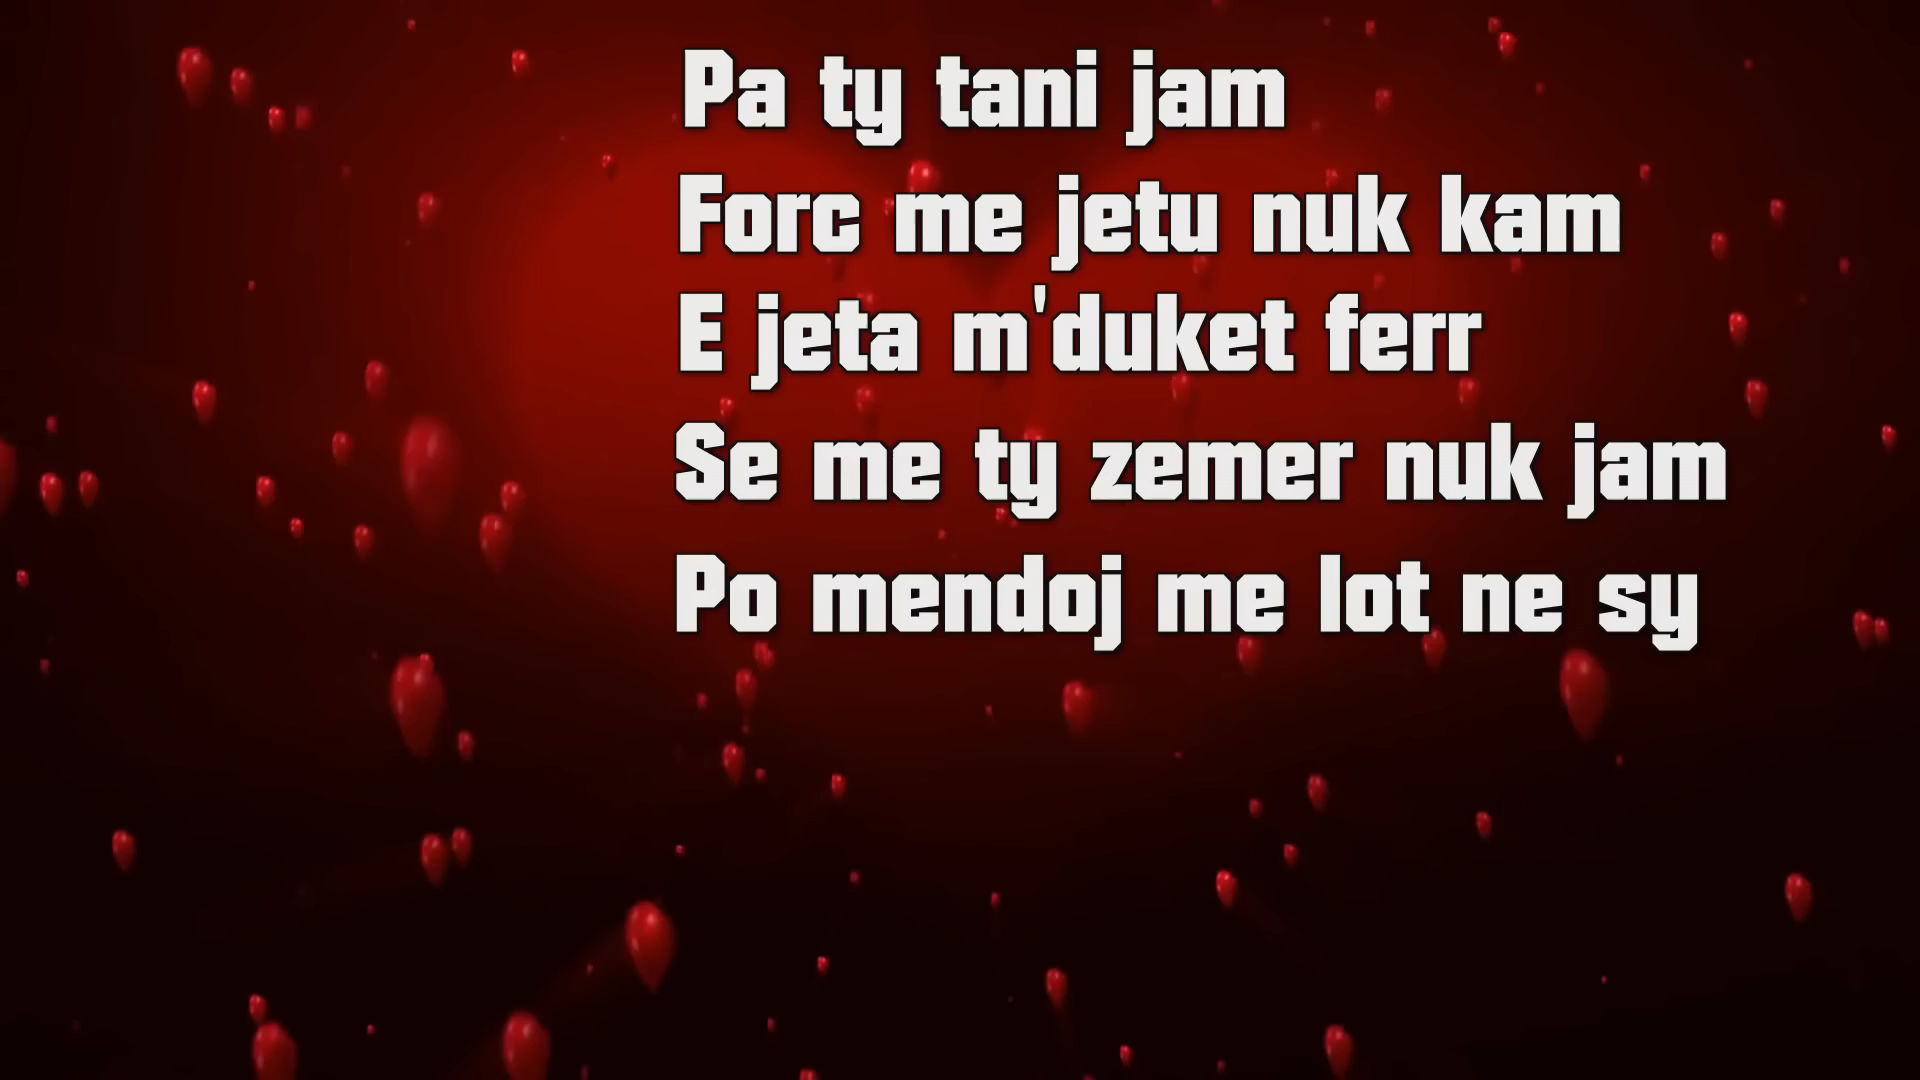 Pa ty tani jam
Forc me jetu nuk kam
E jeta m'duket ferr
Se me ty zemer nuk jam
Po mendoj me lot ne sy